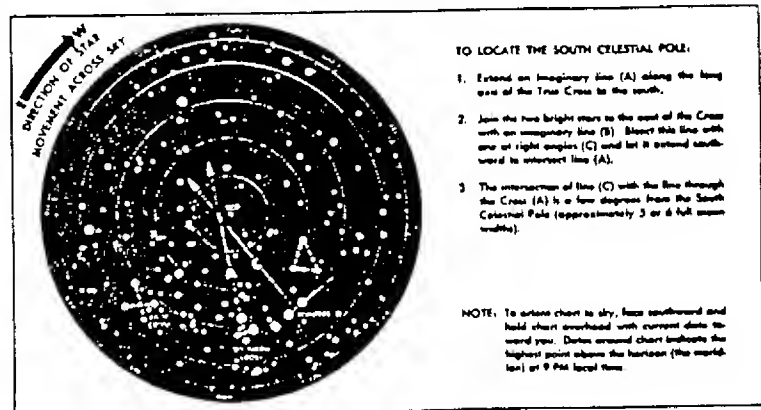 E W
DIRECTION OF STAR
MOVEMENT ACROSS SKY
TO LOCATE THE SOUTH CELESTIAL POLE:
1. Extend an imaginary line (A) along the long
axis of the True Cross to the south.
2. Join the two bright stars to the east of the Cross
with an imaginary line (B). Bisect this line with
one at right angles (C) and let it extend south-
ward to intersect line (A).
3 The intersection of line (C) with the line through
the Cross (A) is a few degrees from the South
Celestial Pole (approximately 5 or 6 full moon
widths).
NOTE: To orient chart to sky, face southward and
hold chart overhead with current date to-
ward you. Dates around chart indicate the
highest point above the horizon (the merid-
ian) at 9 PM local time.